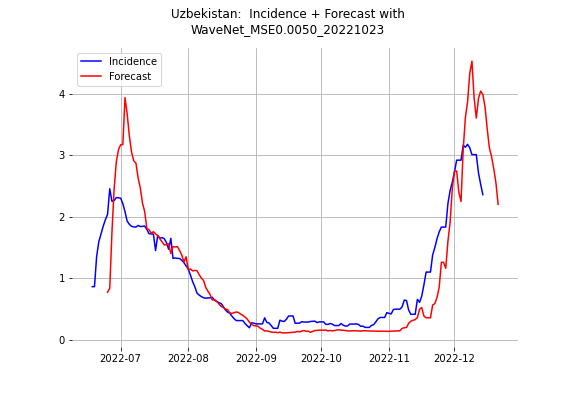 Uzbekistan:  Incidence + Forecast with
WaveNet_MSE0.0050_20221023
Incidence
Forecast
4
3
2
1
0
2022-07 2022-08 2022-09 2022-10 2022-11 2022-12